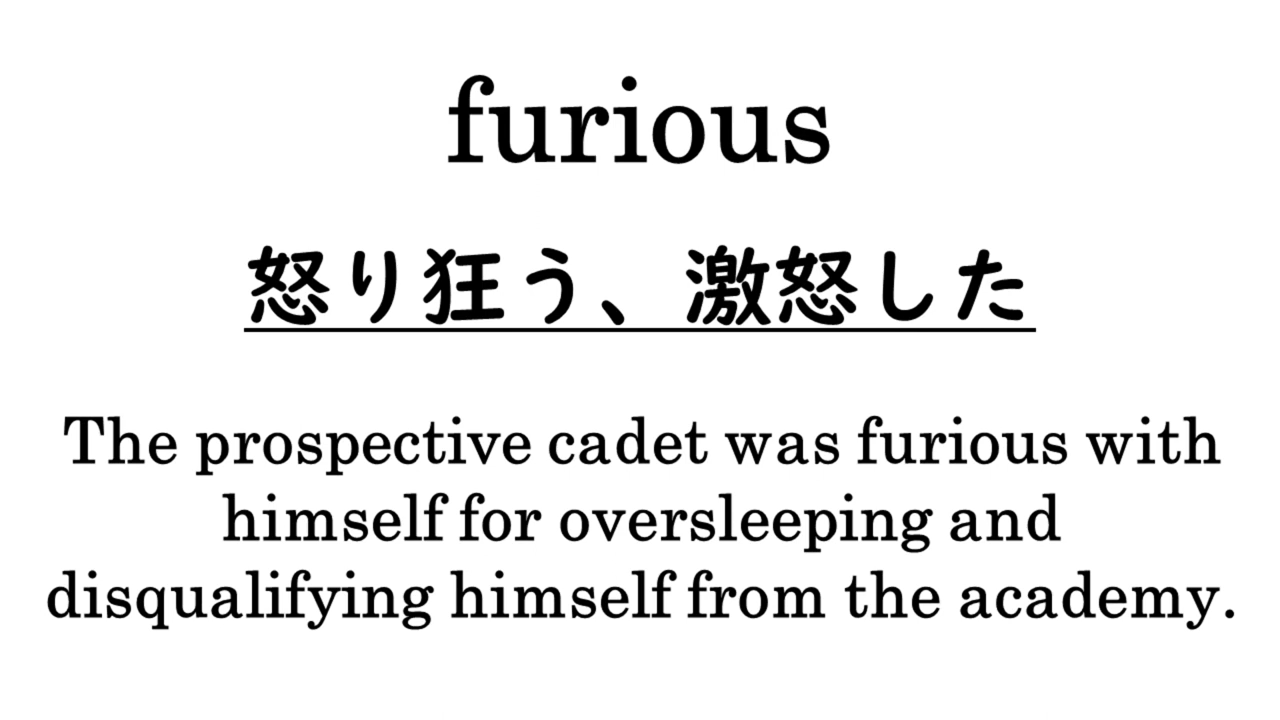 furious
怒り狂う、激怒した
The prospective cadet was furious with
himself for oversleeping and
disqualifying himself from the academy.